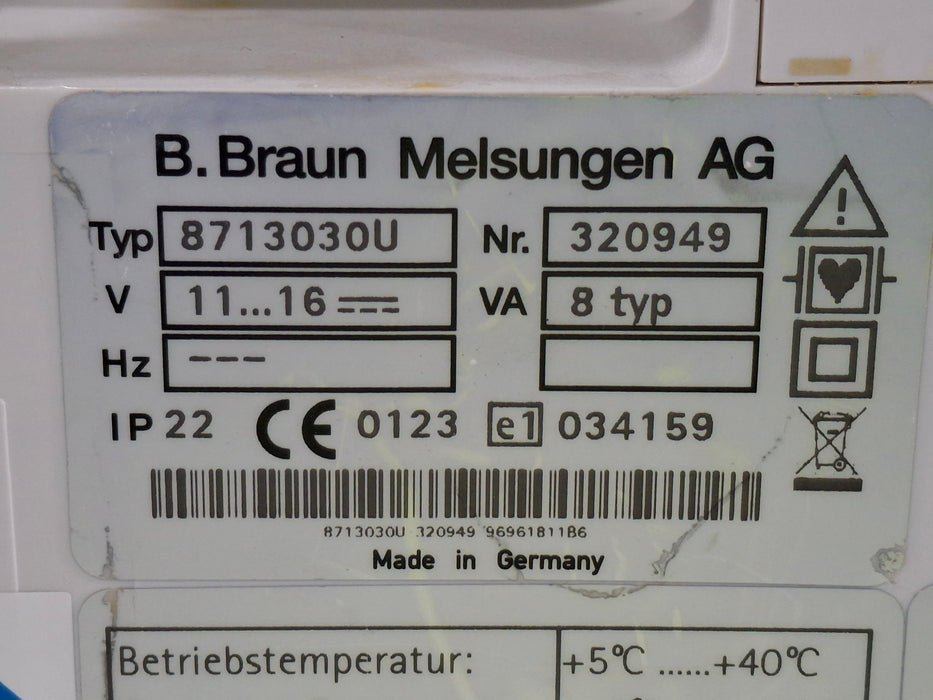 B. Braun Melsungen AG
Typ 8713030U Nr. 320949
V 11...16 VA 8 typ
Hz ---
IP 22 CE 0123 e1 034159
8713030U 320949 96961811B6
Made in Germany
Betriebstemperatur: +5°C ......+40°C